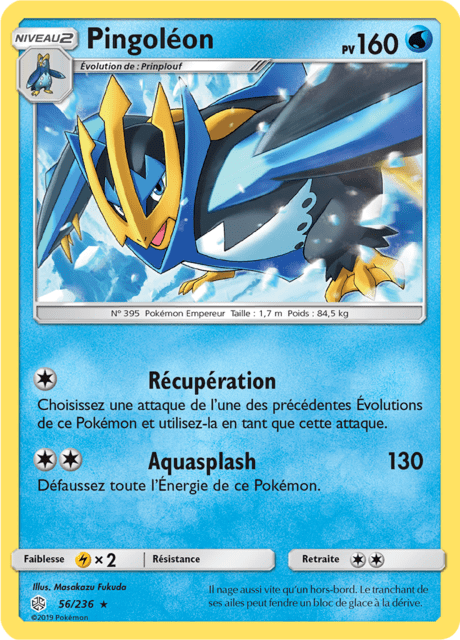 NIVEAU 2
Pingoléon
PV 160
Évolution de : Prinplouf
N° 395 Pokémon Empereur Taille : 1,7 m Poids : 84,5 kg
Récupération
Choisissez une attaque de l'une des précédentes Évolutions
de ce Pokémon et utilisez-la en tant que cette attaque.
Aquasplash 130
Défaussez toute l'Énergie de ce Pokémon.
Faiblesse × 2 Résistance Retraite
Illus. Masakazu Fukuda
56/236
©2019 Pokémon
Il nage aussi vite qu'un hors-bord. Le tranchant de
ses ailes peut fendre un bloc de glace à la dérive.